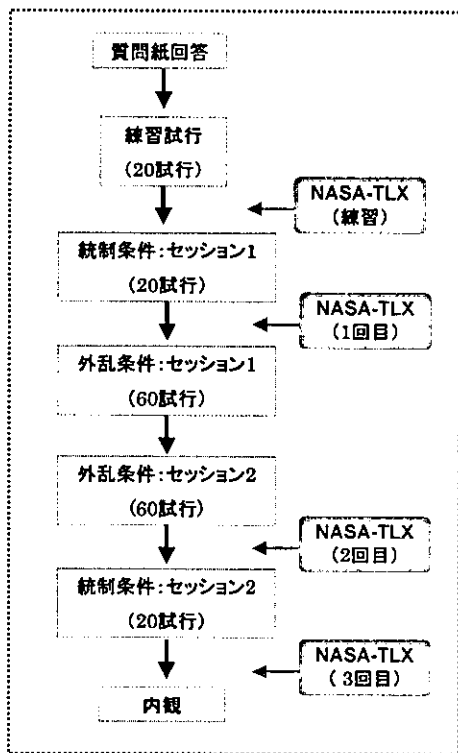 質問紙回答
練習試行
(20試行)
NASA-TLX
(練習)
統制条件:セッション1
(20試行)
NASA-TLX
(1回目)
外乱条件:セッション1
(60試行)
外乱条件:セッション2
(60試行)
NASA-TLX
(2回目)
統制条件:セッション2
(20試行)
NASA-TLX
(3回目)
内観